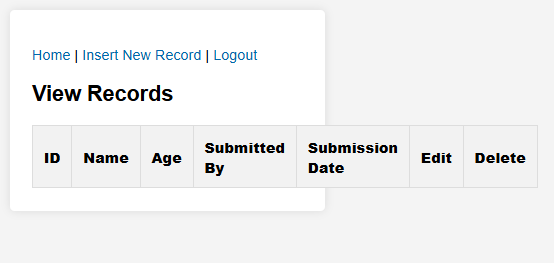 Home | Insert New Record | Logout
View Records
ID Name Age Submitted By Submission Date Edit Delete